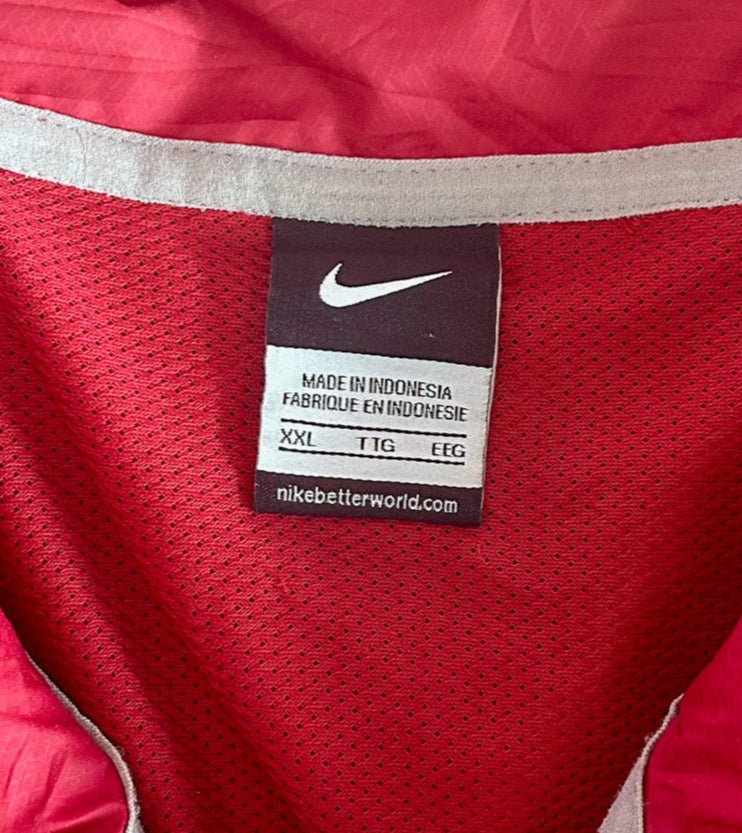 MADE IN INDONESIA
FABRIQUE EN INDONESIE
XXL TTG EEG
nikebetterworld.com